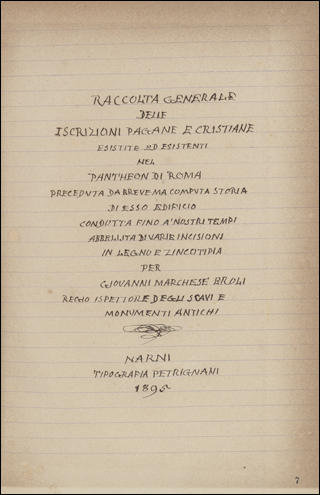 RACCOLTA GENERALE
DELLE
ISCRIZIONI PAGANE E CRISTIANE
ESISTITE ED ESISTENTI
NEL
PANTHEON DI ROMA
PRECEDUTA DA BREVE MA COMPUTA STORIA
DI ESSO EDIFICIO
CONDOTTA FINO A'NOSTRI TEMPI
ABBELLITA DI VARIE INCISIONI
IN LEGNO E ZINCOTIPIA
PER
GIOVANNI MARCHESE EROLI
REGIO ISPETTORE DEGLI SCAVI E
MONUMENTI ANTICHI
NARNI
TIPOGRAFIA PETRIGNANI
1895
7